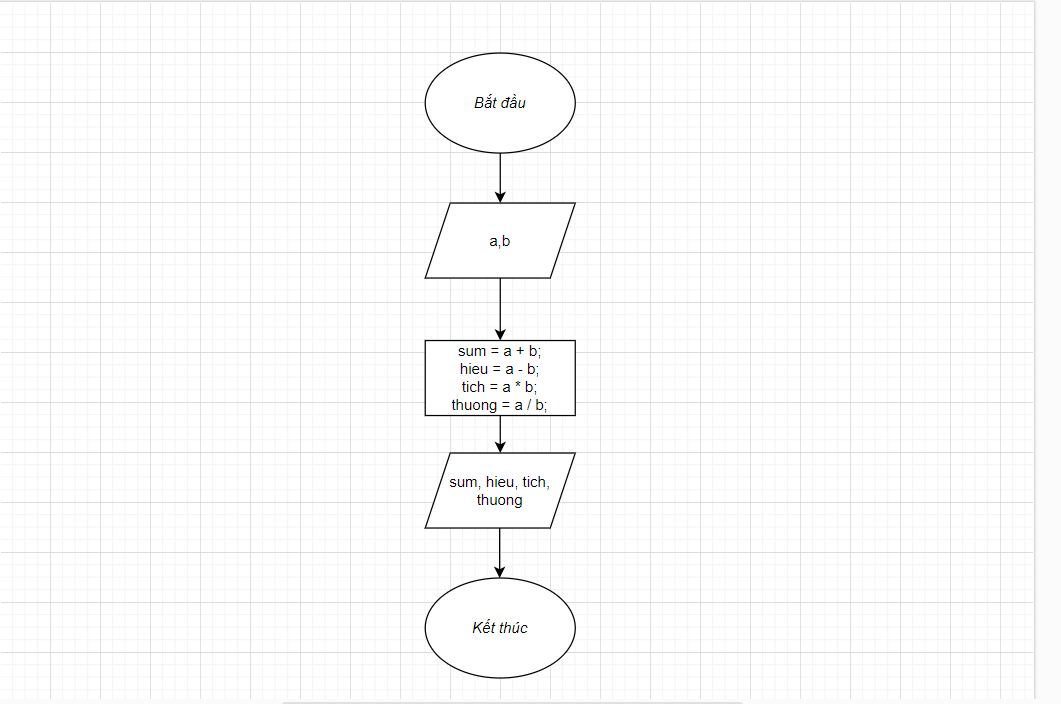 Bắt đầu
a,b
sum = a + b;
hieu = a - b;
tich = a * b;
thuong = a / b;
sum, hieu, tich,
thuong
Kết thúc